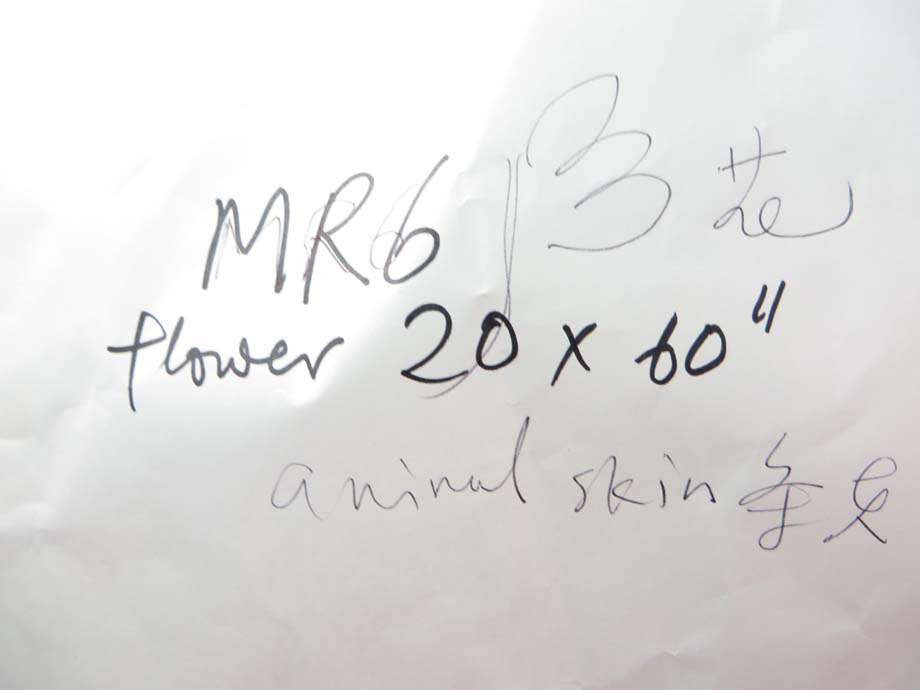 MR6 花
flower 20 x 60"
animal skin